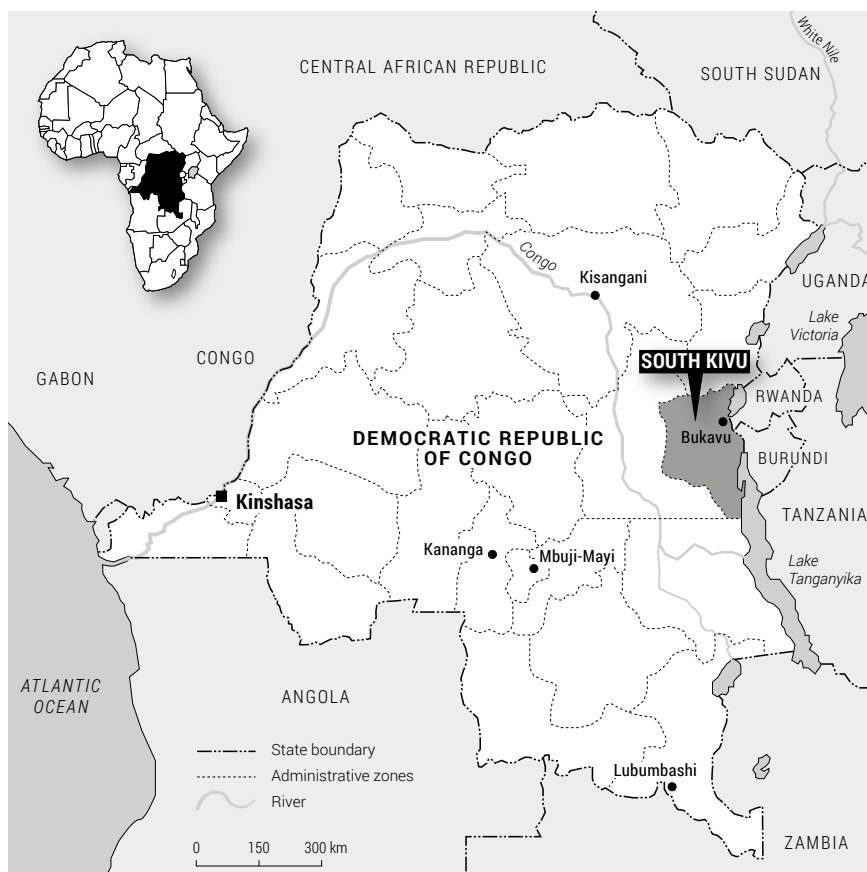 White Nile
CENTRAL AFRICAN REPUBLIC
SOUTH SUDAN
Congo
Kisangani
UGANDA
Lake
Victoria
CONGO
GABON
SOUTH KIVU
RWANDA
Bukavu
DEMOCRATIC REPUBLIC
OF CONGO
BURUNDI
Kinshasa
TANZANIA
Kananga
Mbuji-Mayi
Lake
Tanganyika
ATLANTIC
OCEAN
ANGOLA
State boundary
Administrative zones
River
Lubumbashi
0 150 300 km
ZAMBIA